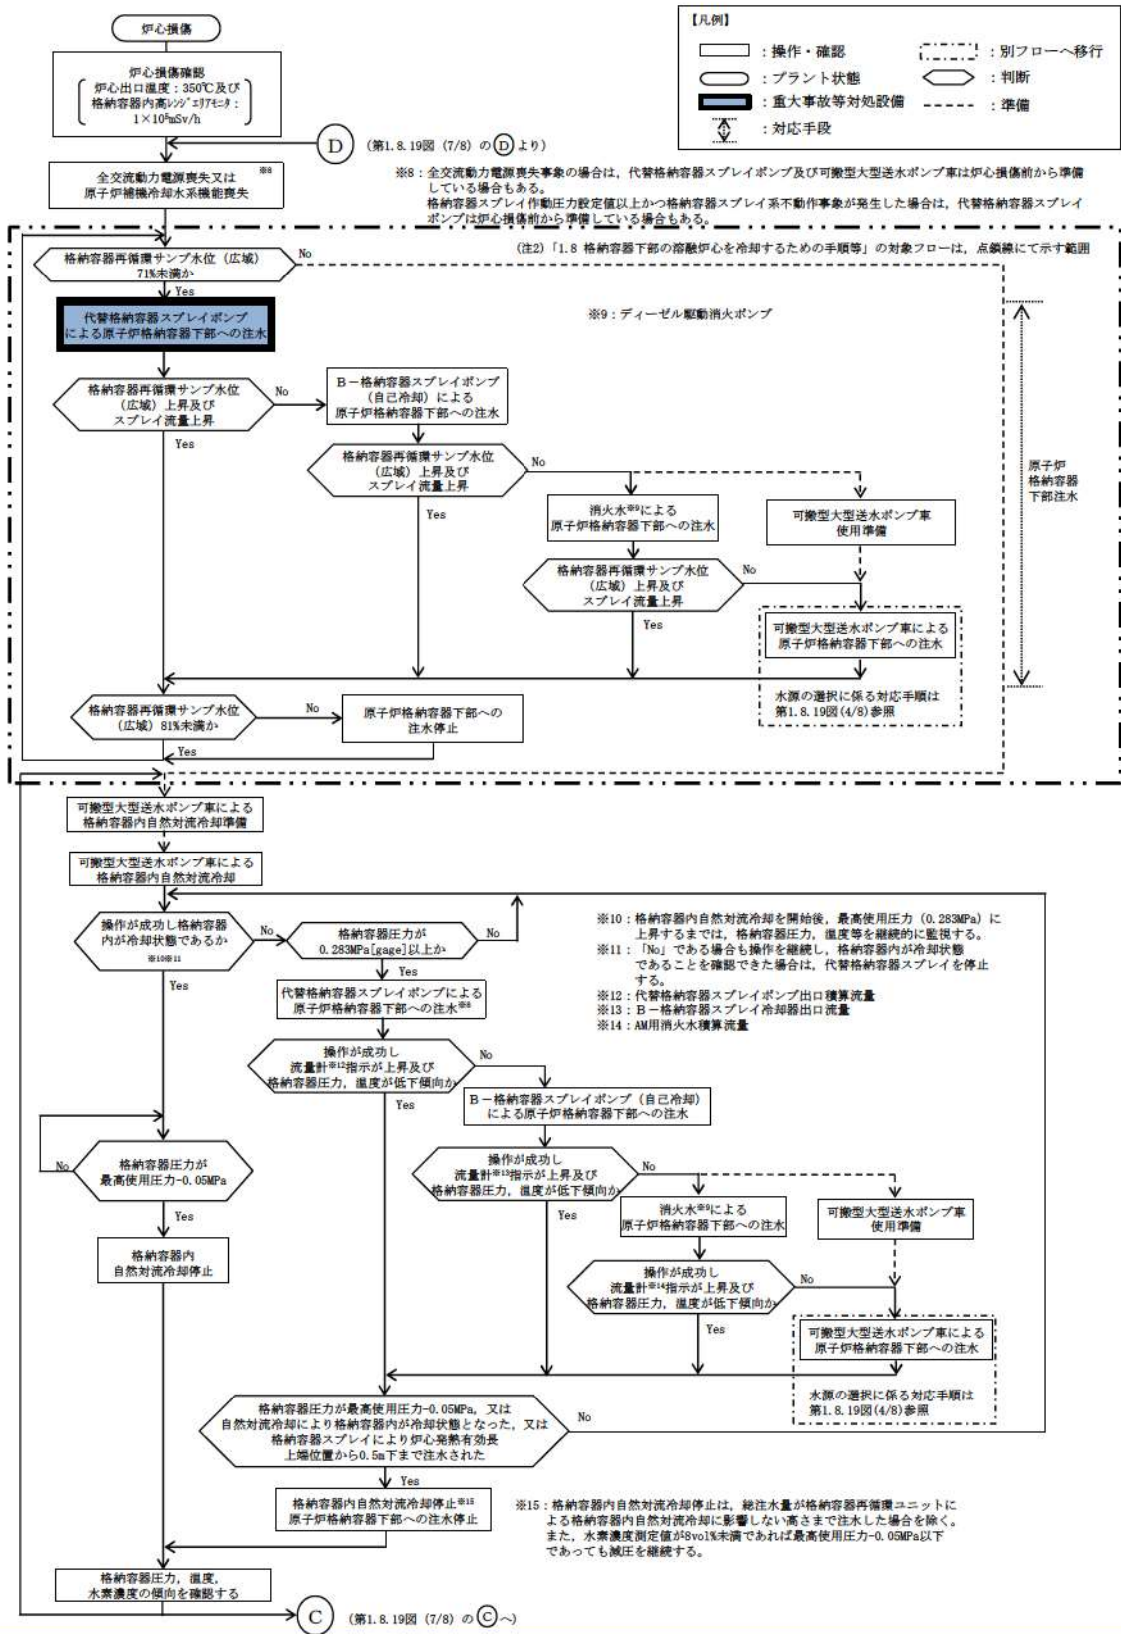 炉心損傷
炉心損傷確認
炉心出口温度：350℃及び
格納容器内高ﾚﾝｼﾞｴﾘｱﾓﾆﾀ：
1×10⁵mSv/h
【凡例】
：操作・確認
：別フローへ移行
：プラント状態
：判断
：重大事故等対処設備
：準備
：対応手段
D
(第1.8.19図 (7/8) の D より)
全交流動力電源喪失又は ※8
原子炉補機冷却水系機能喪失
※8：全交流動力電源喪失事象の場合は，代替格納容器スプレイポンプ及び可搬型大型送水ポンプ車は炉心損傷前から準備
している場合もある。
格納容器スプレイ作動圧力設定値以上かつ格納容器スプレイ系不動作事象が発生した場合は，代替格納容器スプレイ
ポンプは炉心損傷前から準備している場合もある。
(注2)「1.8 格納容器下部の溶融炉心を冷却するための手順等」の対象フローは，点鎖線にて示す範囲
格納容器再循環サンプ水位（広域）
71%未満か
No
Yes
代替格納容器スプレイポンプ
による原子炉格納容器下部への注水
※9：ディーゼル駆動消火ポンプ
格納容器再循環サンプ水位
（広域）上昇及び
スプレイ流量上昇
No
Yes
B－格納容器スプレイポンプ
（自己冷却）による
原子炉格納容器下部への注水
格納容器再循環サンプ水位
（広域）上昇及び
スプレイ流量上昇
No
Yes
消火水※9による
原子炉格納容器下部への注水
可搬型大型送水ポンプ車
使用準備
原子炉
格納容器
下部注水
格納容器再循環サンプ水位
（広域）上昇及び
スプレイ流量上昇
No
Yes
可搬型大型送水ポンプ車による
原子炉格納容器下部への注水
水源の選択に係る対応手順は
第1.8.19図(4/8)参照
格納容器再循環サンプ水位
（広域）81%未満か
No
Yes
原子炉格納容器下部への
注水停止
可搬型大型送水ポンプ車による
格納容器内自然対流冷却準備
可搬型大型送水ポンプ車による
格納容器内自然対流冷却
操作が成功し格納容器
内が冷却状態であるか
※10※11
No
Yes
格納容器圧力が
0.283MPa[gage]以上か
No
Yes
※10：格納容器内自然対流冷却を開始後，最高使用圧力（0.283MPa）に
上昇するまでは，格納容器圧力，温度等を継続的に監視する。
※11：「No」である場合も操作を継続し，格納容器内が冷却状態
であることを確認できた場合は，代替格納容器スプレイを停止
する。
※12：代替格納容器スプレイポンプ出口積算流量
※13：B－格納容器スプレイ冷却器出口流量
※14：AM用消火水積算流量
代替格納容器スプレイポンプによる
原子炉格納容器下部への注水※8
操作が成功し
流量計※12指示が上昇及び
格納容器圧力，温度が低下傾向か
No
Yes
B－格納容器スプレイポンプ（自己冷却）
による原子炉格納容器下部への注水
格納容器圧力が
最高使用圧力-0.05MPa
No
Yes
操作が成功し
流量計※13指示が上昇及び
格納容器圧力，温度が低下傾向か
No
Yes
消火水※9による
原子炉格納容器下部への注水
可搬型大型送水ポンプ車
使用準備
格納容器内
自然対流冷却停止
操作が成功し
流量計※14指示が上昇及び
格納容器圧力，温度が低下傾向か
No
Yes
可搬型大型送水ポンプ車による
原子炉格納容器下部への注水
水源の選択に係る対応手順は
第1.8.19図(4/8)参照
格納容器圧力が最高使用圧力-0.05MPa，又は
自然対流冷却により格納容器内が冷却状態となった，又は
格納容器スプレイにより炉心発熱有効長
上端位置から0.5m下まで注水された
No
Yes
格納容器内自然対流冷却停止※15
原子炉格納容器下部への注水停止
※15：格納容器内自然対流冷却停止は，総注水量が格納容器再循環ユニットに
よる格納容器内自然対流冷却に影響しない高さまで注水した場合を除く。
また，水素濃度測定値が8vol%未満であれば最高使用圧力-0.05MPa以下
であっても減圧を継続する。
格納容器圧力，温度，
水素濃度の傾向を確認する
C
(第1.8.19図 (7/8) の C へ)